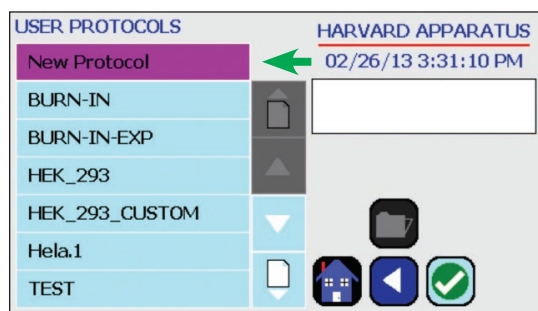 USER PROTOCOLS
New Protocol
BURN-IN
BURN-IN-EXP
HEK_293
HEK_293_CUSTOM
Hela.1
TEST
HARVARD APPARATUS
02/26/13 3:31:10 PM